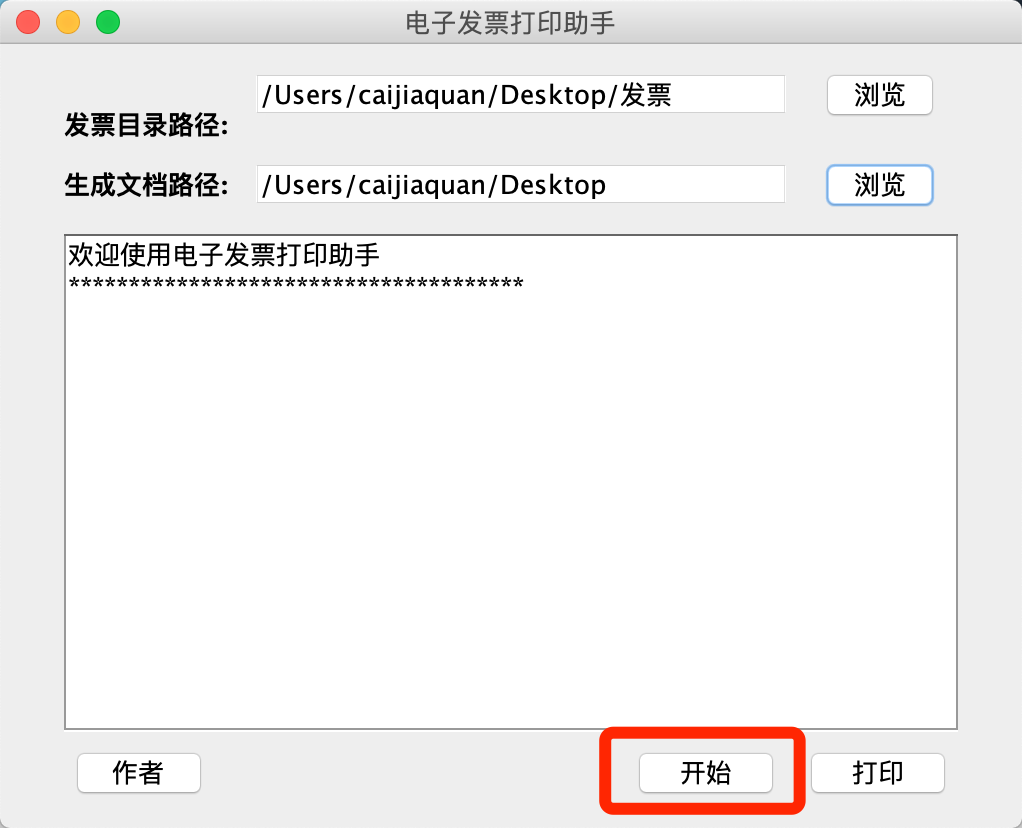 电子发票打印助手
/Users/caijiaquan/Desktop/发票 浏览
发票目录路径:
生成文档路径: /Users/caijiaquan/Desktop 浏览
欢迎使用电子发票打印助手
**************************************
作者 开始 打印